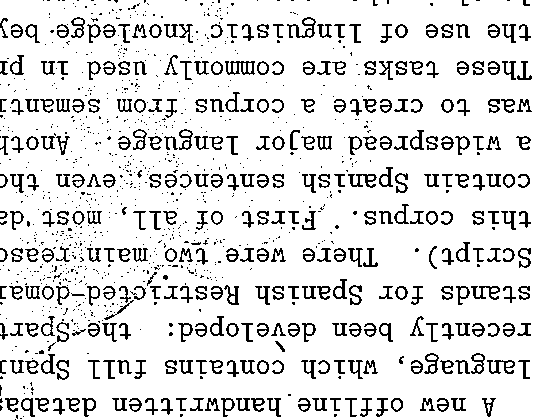 A new offline handwritten databas
language, which contains full Spani
recently been developed: the Spart
stands for Spanish Restricted-domai
Script). There were two main reaso
this corpus. First of all, most da
contain Spanish sentences, even tho
a widespread major language. Anoth
was to create a corpus from semanti
These tasks are commonly used in pr
the use of linguistic knowledge bey